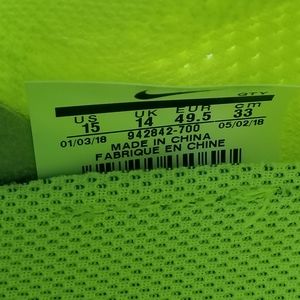 QTY
US UK EUR cm
15 14 49.5 33
01/03/18 942842-700 05/02/18
MADE IN CHINA
FABRIQUE EN CHINE